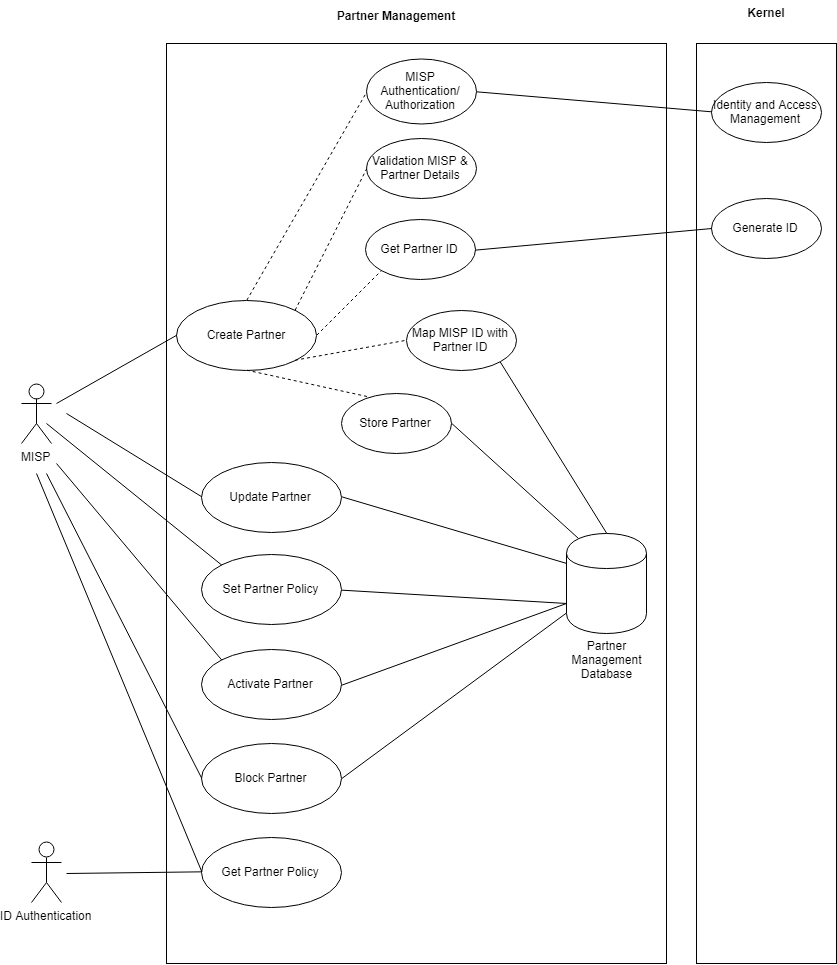 Partner Management
Kernel
MISP
Authentication/
Authorization
Identity and Access
Management
Validation MISP &
Partner Details
Get Partner ID
Generate ID
Create Partner
Map MISP ID with
Partner ID
Store Partner
MISP
Update Partner
Set Partner Policy
Partner
Management
Database
Activate Partner
Block Partner
Get Partner Policy
ID Authentication